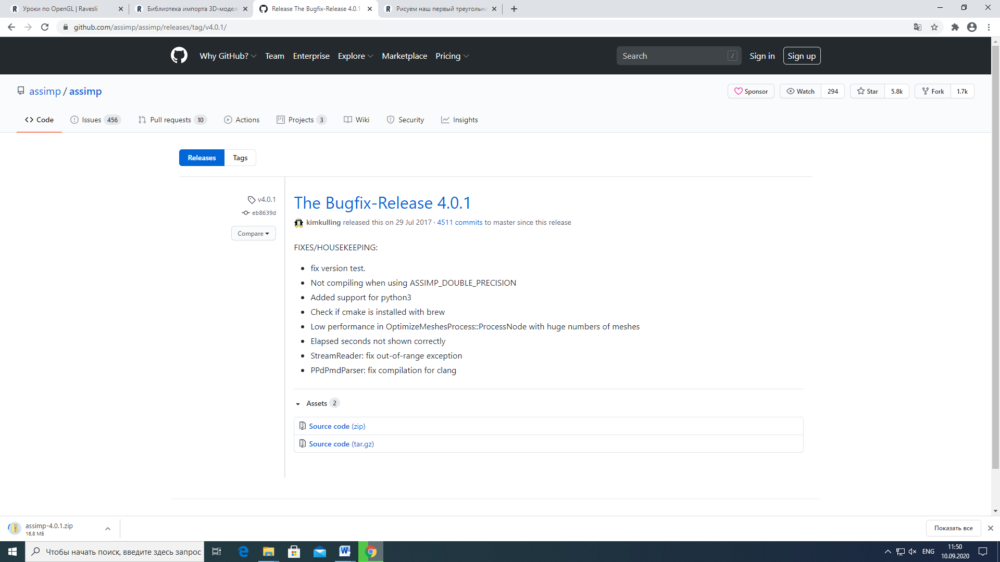 Уроки по OpenGL | Ravesli
Библиотека импорта 3D-модел
Release The Bugfix-Release 4.0.1
Рисуем наш первый треугольни
github.com/assimp/assimp/releases/tag/v4.0.1/
Why GitHub? Team Enterprise Explore Marketplace Pricing
Search /
Sign in Sign up
assimp / assimp
Sponsor Watch 294 Star 5.8k Fork 1.7k
Code Issues 456 Pull requests 10 Actions Projects 3 Wiki Security Insights
Releases Tags
v4.0.1
eb8639d
Compare
The Bugfix-Release 4.0.1
kimkulling released this on 29 Jul 2017 · 4511 commits to master since this release
FIXES/HOUSEKEEPING:
fix version test.
Not compiling when using ASSIMP_DOUBLE_PRECISION
Added support for python3
Check if cmake is installed with brew
Low performance in OptimizeMeshesProcess::ProcessNode with huge numbers of meshes
Elapsed seconds not shown correctly
StreamReader: fix out-of-range exception
PPdPmdParser: fix compilation for clang
Assets 2
Source code (zip)
Source code (tar.gz)
assimp-4.0.1.zip
16,8 МБ
Показать все
Чтобы начать поиск, введите здесь запрос
ENG
11:50
10.09.2020